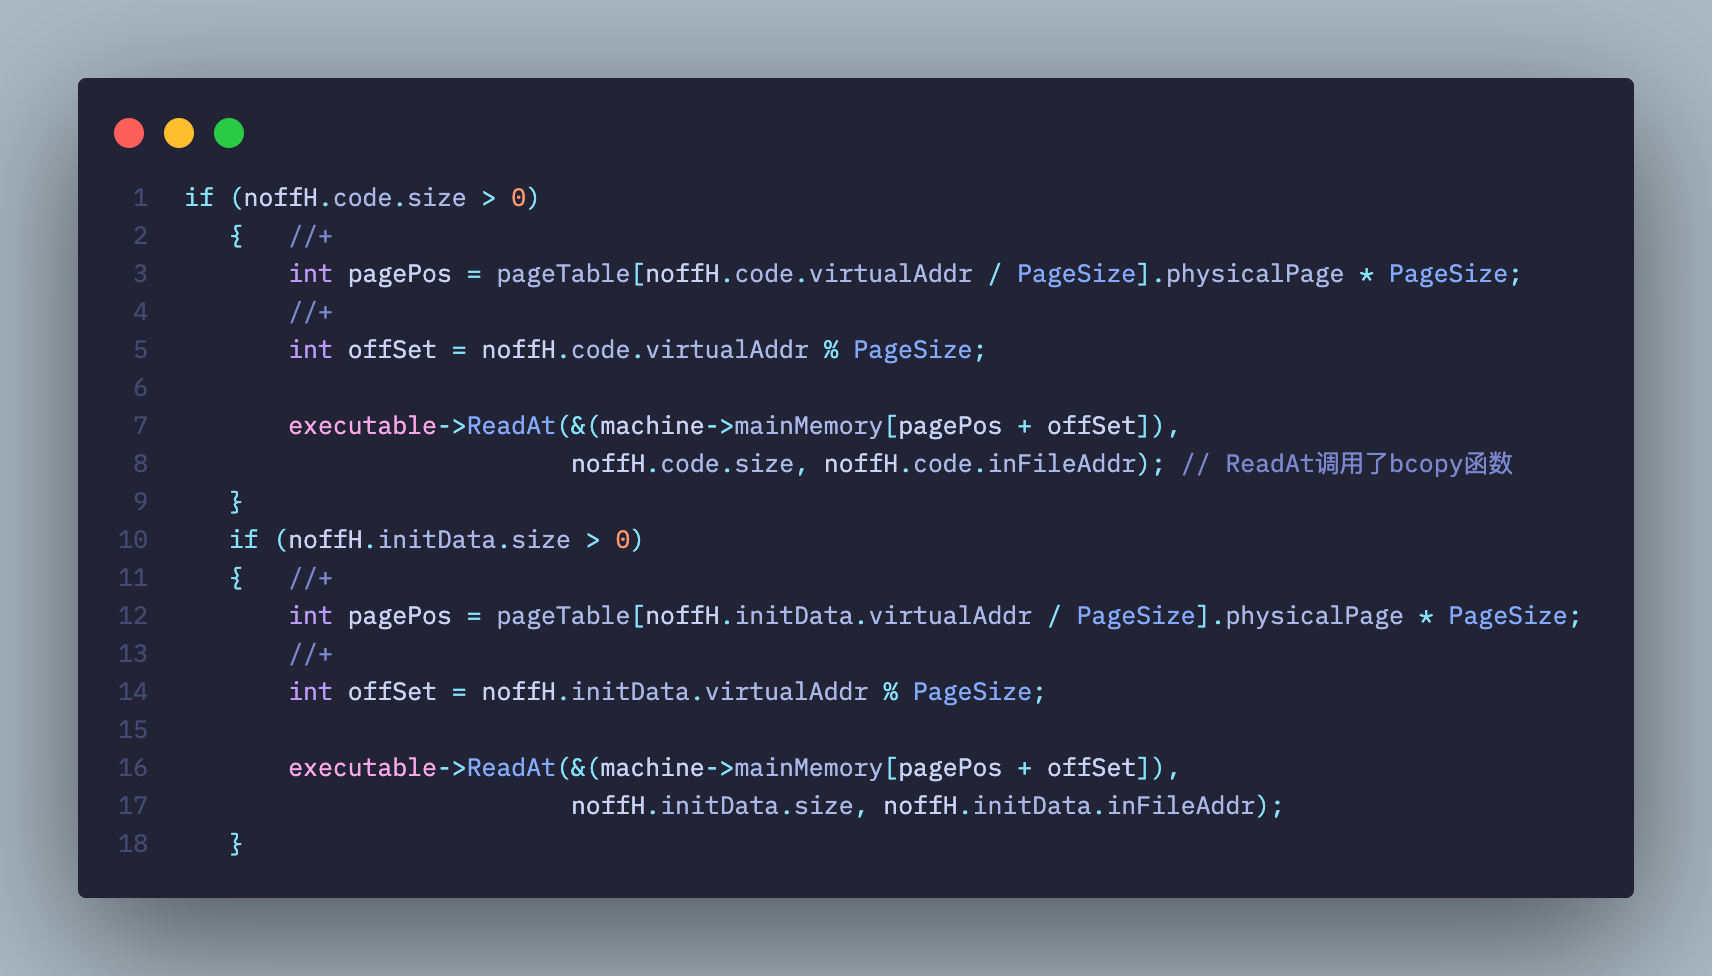 1 if (noffH.code.size > 0)
2 { //+
3 int pagePos = pageTable[noffH.code.virtualAddr / PageSize].physicalPage * PageSize;
4 //+
5 int offSet = noffH.code.virtualAddr % PageSize;
6
7 executable->ReadAt(&(machine->mainMemory[pagePos + offSet]),
8 noffH.code.size, noffH.code.inFileAddr); // ReadAt调用了bcopy函数
9 }
10 if (noffH.initData.size > 0)
11 { //+
12 int pagePos = pageTable[noffH.initData.virtualAddr / PageSize].physicalPage * PageSize;
13 //+
14 int offSet = noffH.initData.virtualAddr % PageSize;
15
16 executable->ReadAt(&(machine->mainMemory[pagePos + offSet]),
17 noffH.initData.size, noffH.initData.inFileAddr);
18 }